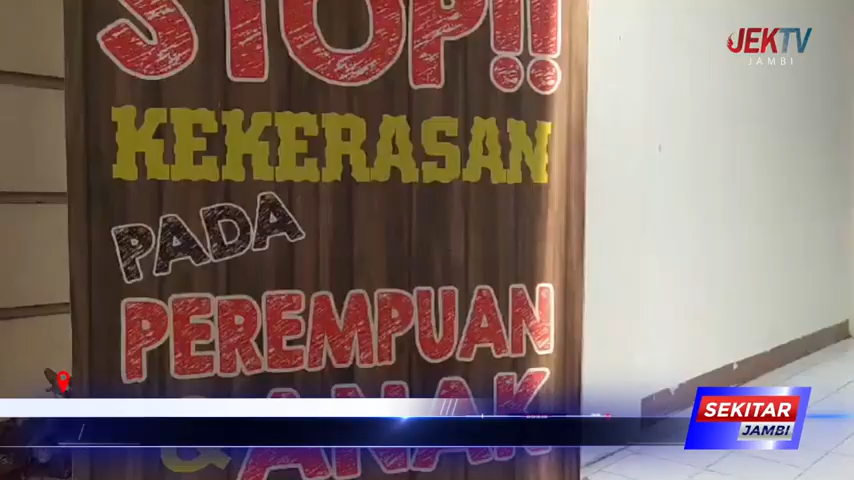 STOP!!
KEKERASAN
PADA
PEREMPUAN
& ANAK
JEKTV
JAMBI
SEKITAR
JAMBI